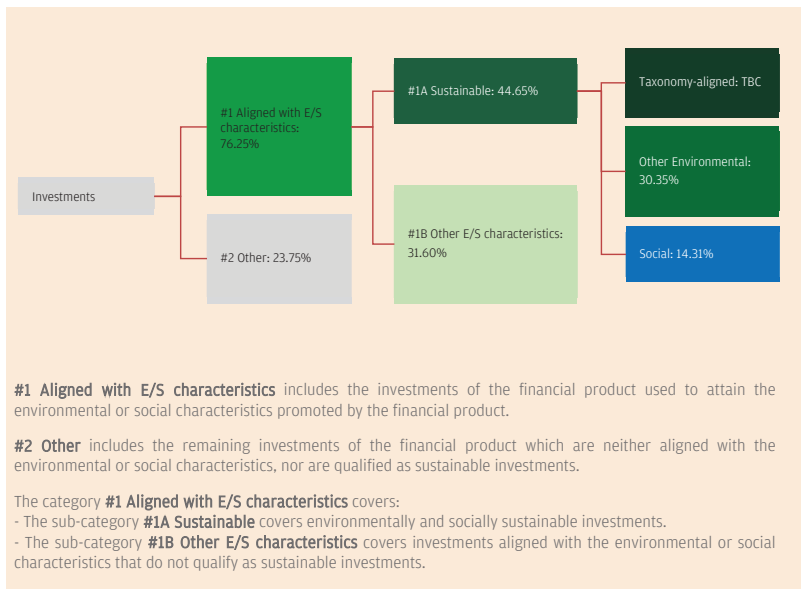 Investments
#1 Aligned with E/S
characteristics:
76.25%
#2 Other: 23.75%
#1A Sustainable: 44.65%
#1B Other E/S characteristics:
31.60%
Taxonomy-aligned: TBC
Other Environmental:
30.35%
Social: 14.31%
#1 Aligned with E/S characteristics includes the investments of the financial product used to attain the
environmental or social characteristics promoted by the financial product.
#2 Other includes the remaining investments of the financial product which are neither aligned with the
environmental or social characteristics, nor are qualified as sustainable investments.
The category #1 Aligned with E/S characteristics covers:
- The sub-category #1A Sustainable covers environmentally and socially sustainable investments.
- The sub-category #1B Other E/S characteristics covers investments aligned with the environmental or social
characteristics that do not qualify as sustainable investments.